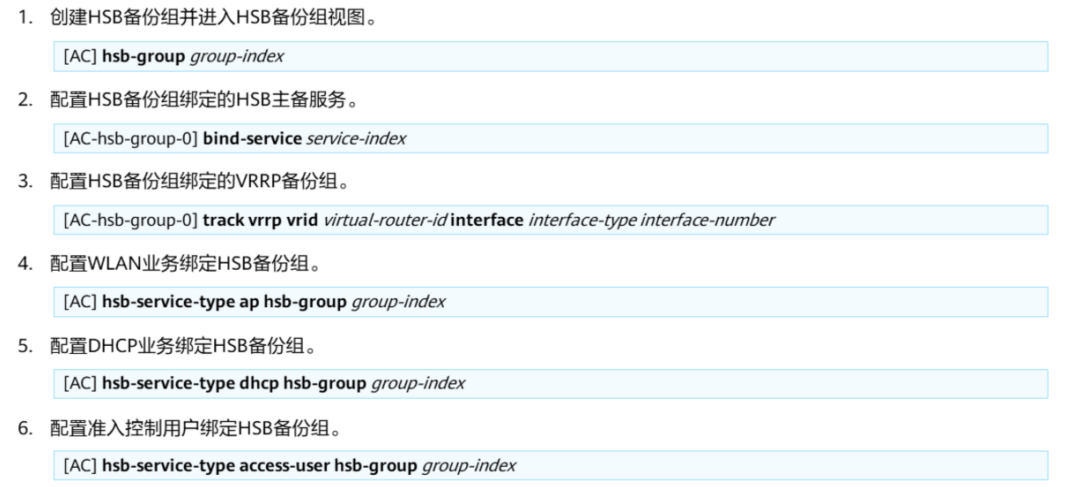 1. 创建HSB备份组并进入HSB备份组视图。
[AC] hsb-group group-index
2. 配置HSB备份组绑定的HSB主备服务。
[AC-hsb-group-0] bind-service service-index
3. 配置HSB备份组绑定的VRRP备份组。
[AC-hsb-group-0] track vrrp vrid virtual-router-id interface interface-type interface-number
4. 配置WLAN业务绑定HSB备份组。
[AC] hsb-service-type ap hsb-group group-index
5. 配置DHCP业务绑定HSB备份组。
[AC] hsb-service-type dhcp hsb-group group-index
6. 配置准入控制用户绑定HSB备份组。
[AC] hsb-service-type access-user hsb-group group-index